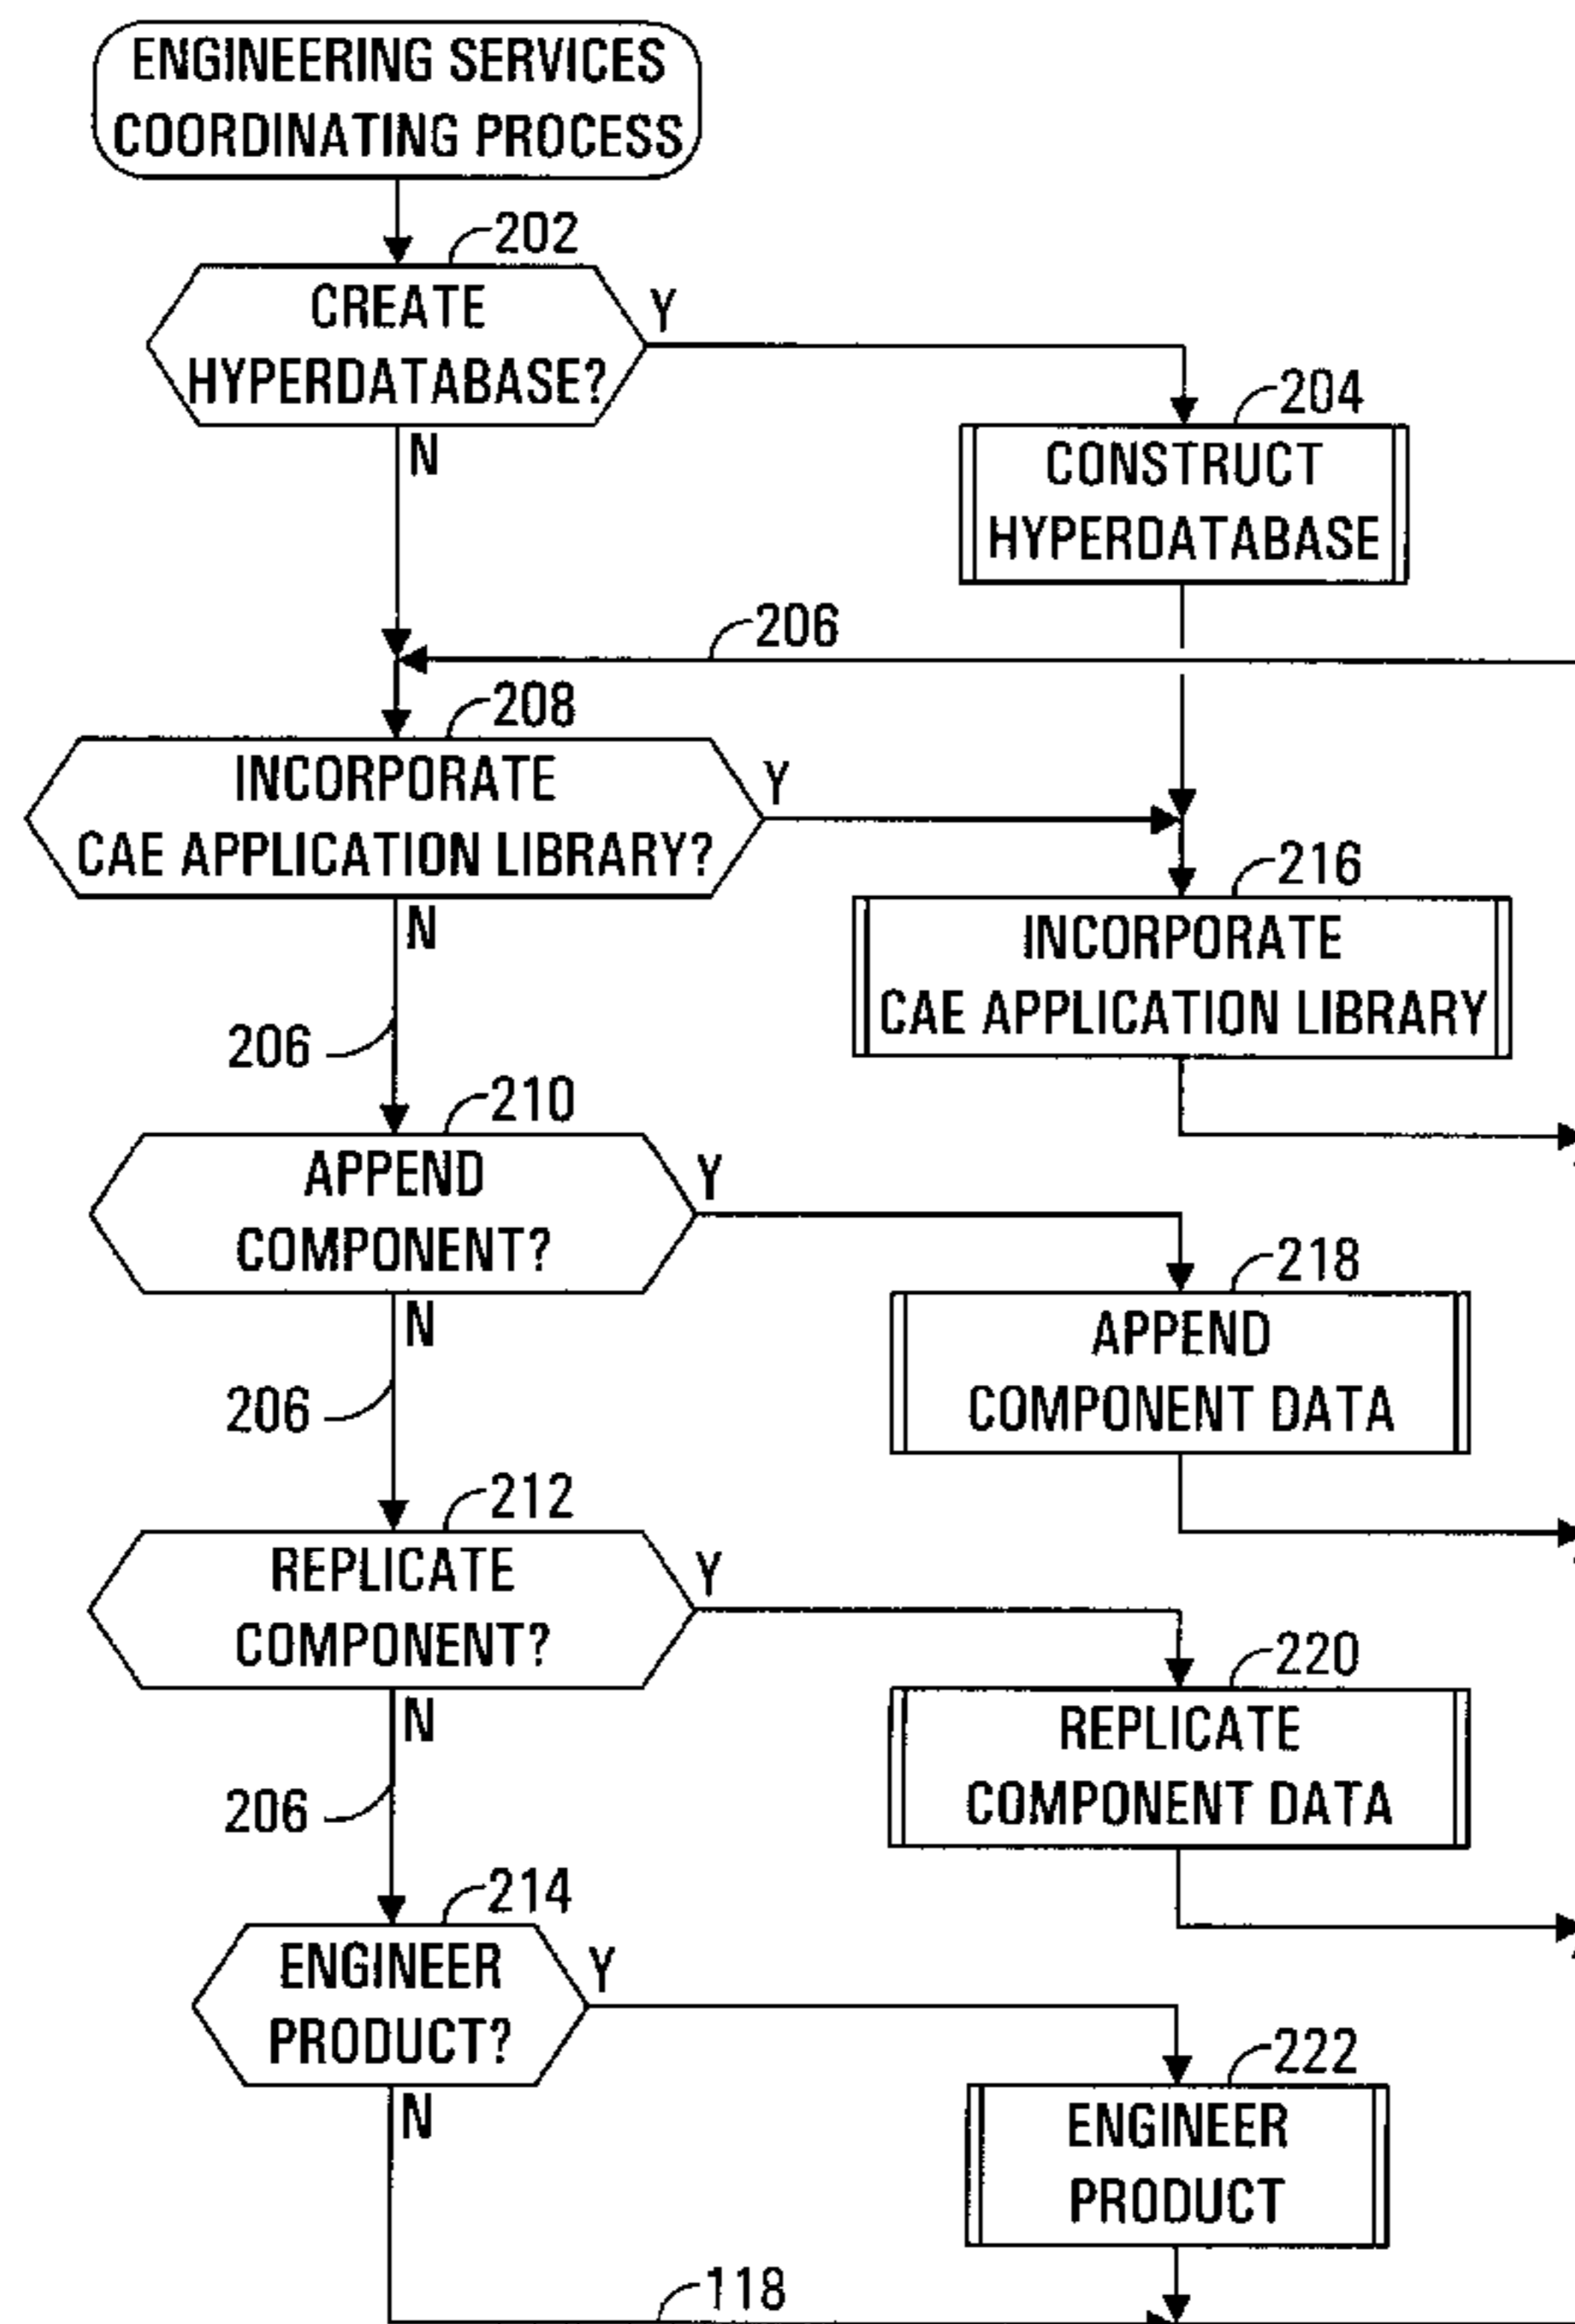 ENGINEERING SERVICES
COORDINATING PROCESS
202
CREATE
HYPERDATABASE?
Y
N
204
CONSTRUCT
HYPERDATABASE
206
208
INCORPORATE
CAE APPLICATION LIBRARY?
Y
N
216
INCORPORATE
CAE APPLICATION LIBRARY
206
210
APPEND
COMPONENT?
Y
N
218
APPEND
COMPONENT DATA
206
212
REPLICATE
COMPONENT?
Y
N
220
REPLICATE
COMPONENT DATA
206
214
ENGINEER
PRODUCT?
Y
N
222
ENGINEER
PRODUCT
118